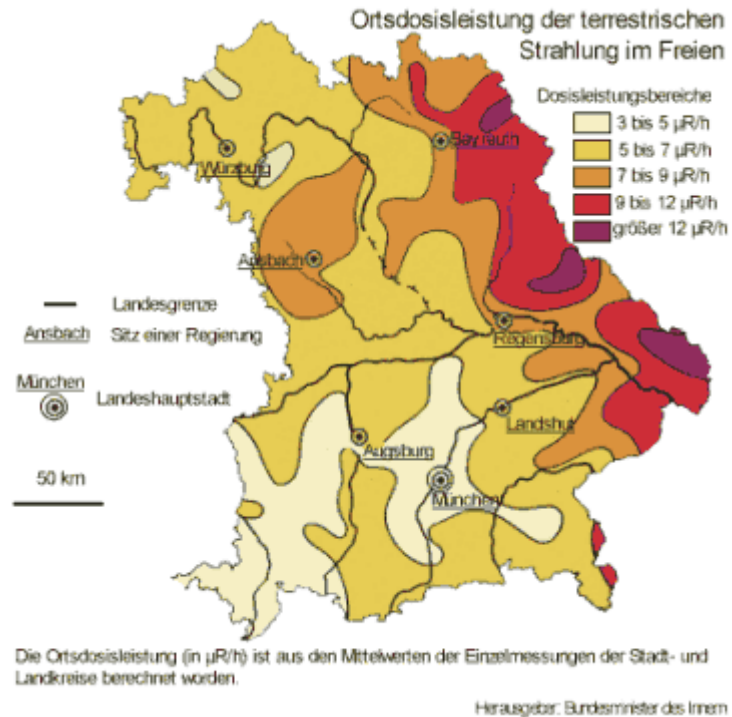 Ortsdosisleistung der terrestrischen
Strahlung im Freien
Dosisleistungsbereiche
3 bis 5 µR/h
5 bis 7 µR/h
7 bis 9 µR/h
9 bis 12 µR/h
größer 12 µR/h
Bayreuth
Würzburg
Ansbach
Landesgrenze
Ansbach Sitz einer Regierung
Regensburg
München
Landeshauptstadt
Landshut
Augsburg
50 km
München
Die Ortsdosisleistung (in µR/h) ist aus den Mittelwerten der Einzelmessungen der Stadt- und
Landkreise berechnet worden.
Herausgeber: Bundesminister des Innern